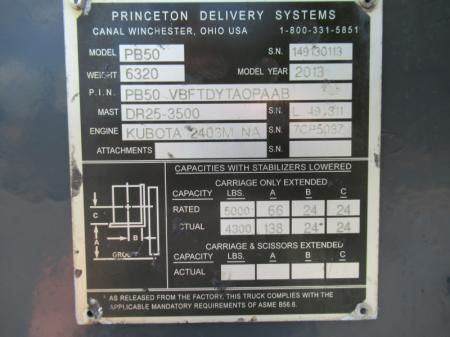 PRINCETON DELIVERY SYSTEMS
CANAL WINCHESTER, OHIO USA 1-800-331-5851
MODEL PB50 S.N. 149130113
WEIGHT 6320 MODEL YEAR 2013
P.I.N. PB50 VBFTDYTAOPAAB
MAST DR25-3500 S.N.
ENGINE KUBOTA 2403M NA S.N.
ATTACHMENTS S.N.
CAPACITIES WITH STABILIZERS LOWERED
CARRIAGE ONLY EXTENDED
CAPACITY LBS. A B C
RATED 5000 66 24 24
ACTUAL 4300 138 24 24
CARRIAGE & SCISSORS EXTENDED
CAPACITY LBS. A B C
ACTUAL
C
A
B
GROUND
* AS RELEASED FROM THE FACTORY, THIS TRUCK COMPLIES WITH THE
APPLICABLE MANDATORY REQUIREMENTS OF ASME B56.6.